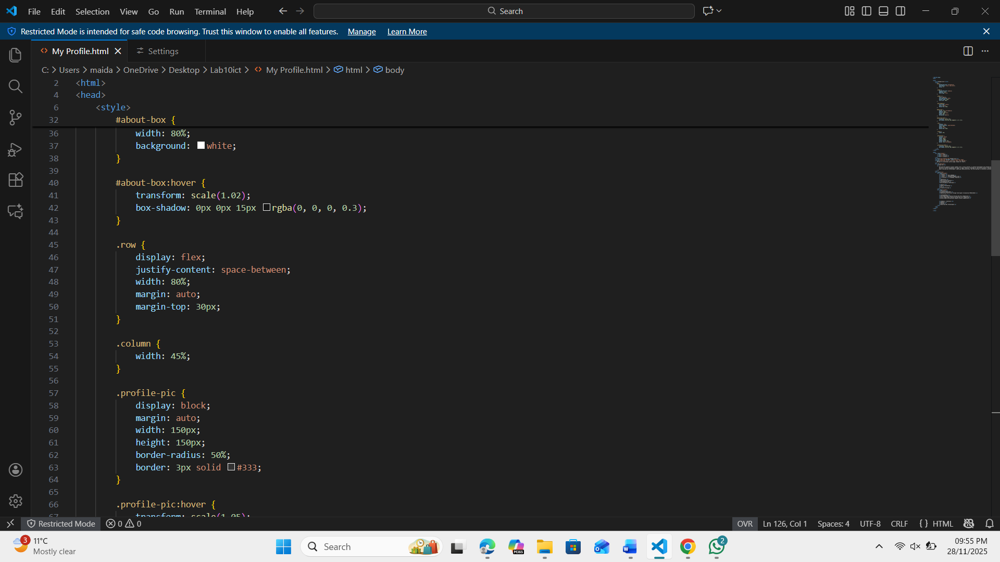 File Edit Selection View Go Run Terminal Help
Search
Restricted Mode is intended for safe code browsing. Trust this window to enable all features. Manage Learn More
My Profile.html
Settings
C: > Users > maida > OneDrive > Desktop > Lab10ict > <> My Profile.html > html > body
2 <html>
4 <head>
6 <style>
32 #about-box {
36 width: 80%;
37 background: white;
38 }
39
40 #about-box:hover {
41 transform: scale(1.02);
42 box-shadow: 0px 0px 15px rgba(0, 0, 0, 0.3);
43 }
44
45 .row {
46 display: flex;
47 justify-content: space-between;
48 width: 80%;
49 margin: auto;
50 margin-top: 30px;
51 }
52
53 .column {
54 width: 45%;
55 }
56
57 .profile-pic {
58 display: block;
59 margin: auto;
60 width: 150px;
61 height: 150px;
62 border-radius: 50%;
63 border: 3px solid #333;
64 }
65
66 .profile-pic:hover {
67 transform: scale(1.05);
Restricted Mode 0 0 OVR Ln 126, Col 1 Spaces: 4 UTF-8 CRLF {} HTML
3 11°C
Mostly clear
Search
M365
W
2
09:55 PM
28/11/2025